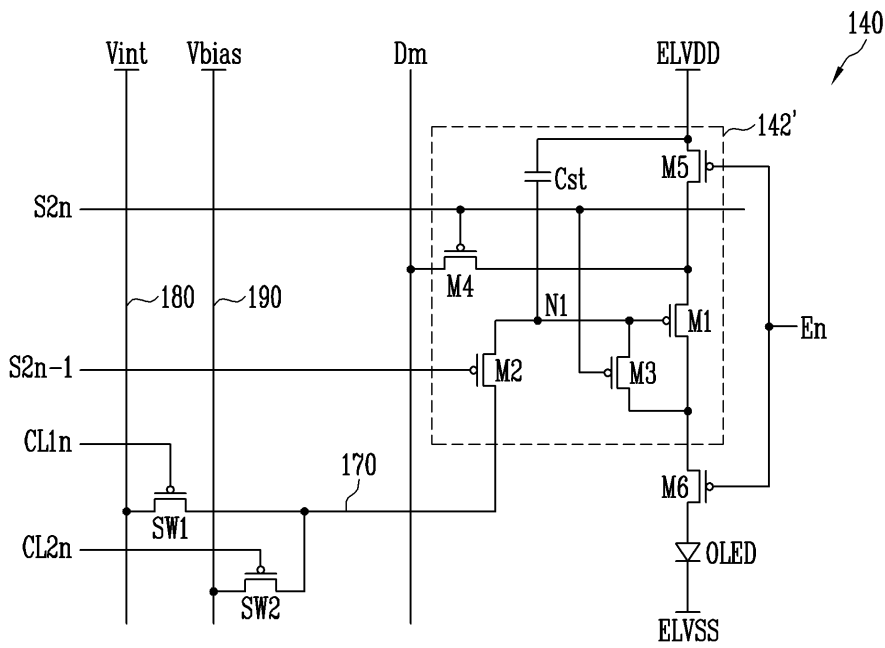 140
Vint
Vbias
Dm
ELVDD
142'
M5
Cst
S2n
M4
180
190
N1
M1
En
S2n-1
M2
M3
CL1n
170
M6
SW1
CL2n
OLED
SW2
ELVSS